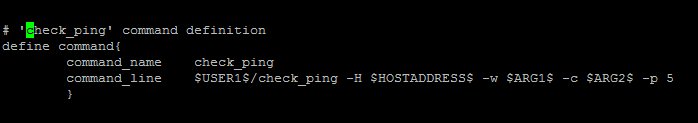 # 'check_ping' command definition
define command{
command_name check_ping
command_line $USER1$/check_ping -H $HOSTADDRESS$ -w $ARG1$ -c $ARG2$ -p 5
}